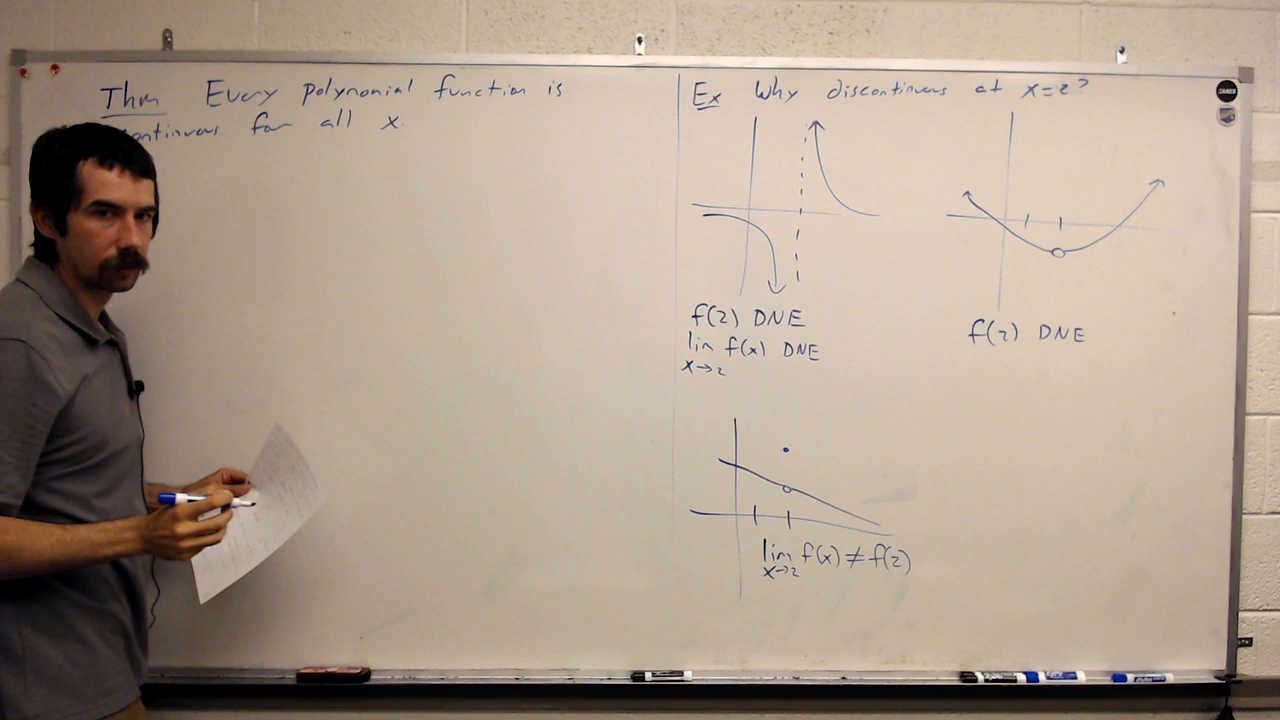 Thm Every polynomial function is
continuous for all x.
Ex Why discontinuous at x=2?
f(2) DNE
lim f(x) DNE
x→2
f(2) DNE
lim f(x) ≠ f(2)
x→2